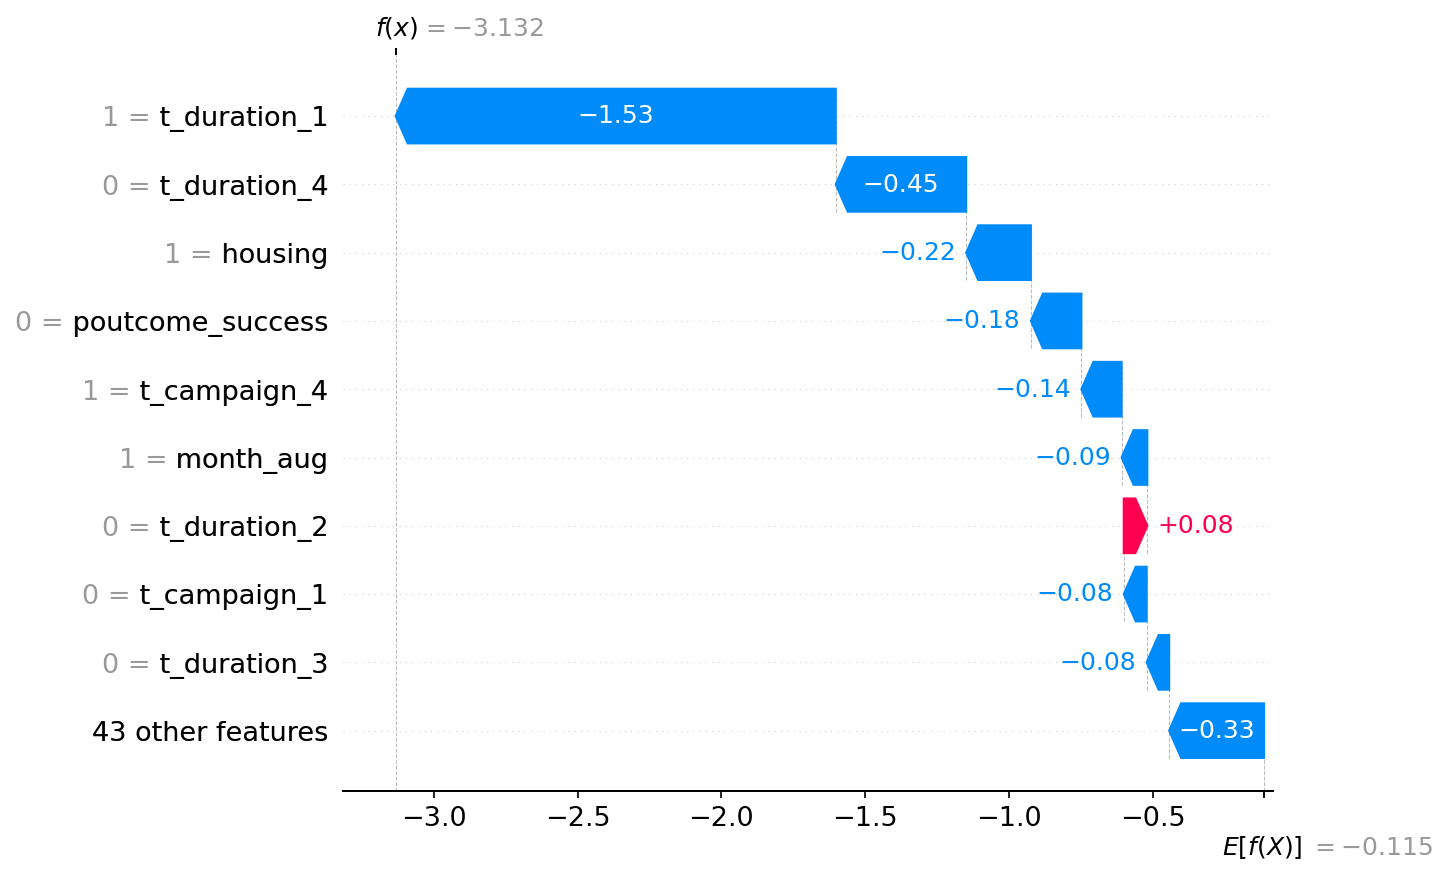 f(x) = −3.132
1 = t_duration_1 −1.53
0 = t_duration_4 −0.45
1 = housing −0.22
0 = poutcome_success −0.18
1 = t_campaign_4 −0.14
1 = month_aug −0.09
0 = t_duration_2 +0.08
0 = t_campaign_1 −0.08
0 = t_duration_3 −0.08
43 other features −0.33
−3.0 −2.5 −2.0 −1.5 −1.0 −0.5
E[f(X)] = −0.115